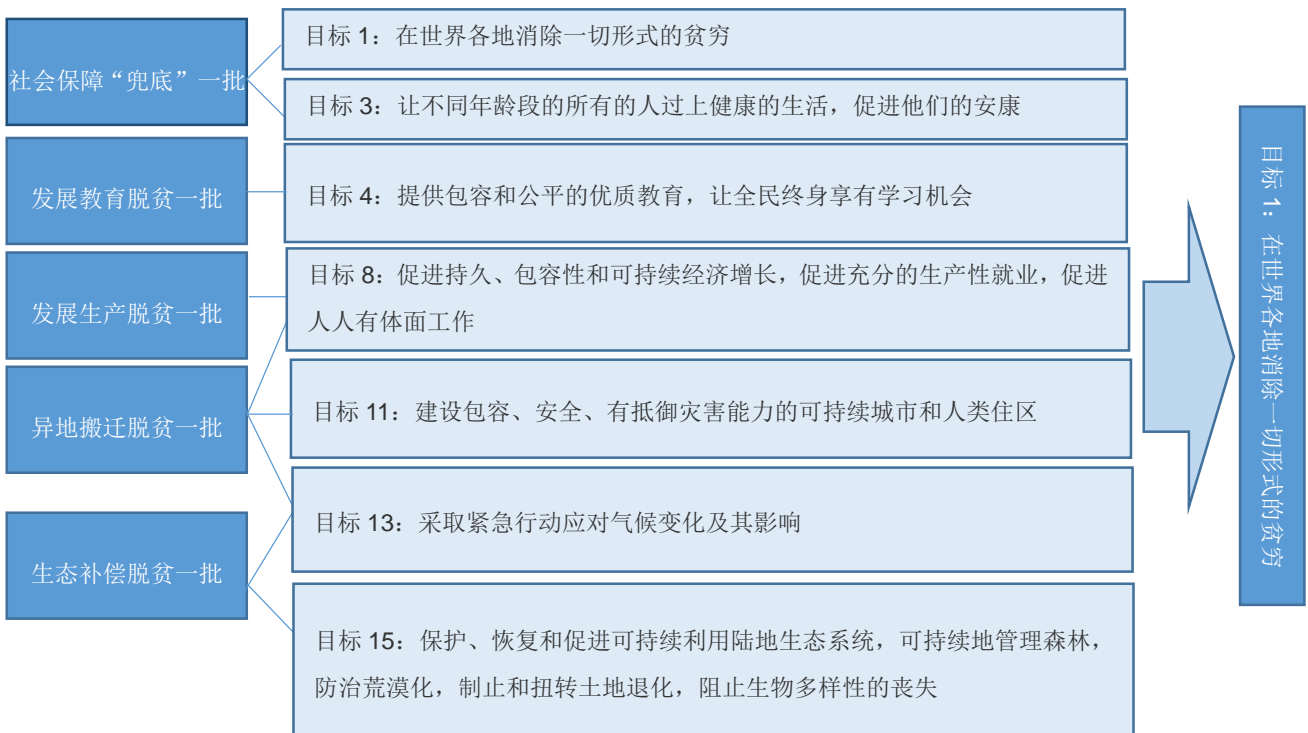 社会保障“兜底”一批
目标 1：在世界各地消除一切形式的贫穷
目标 3：让不同年龄段的所有的人过上健康的生活，促进他们的安康
发展教育脱贫一批
目标 4：提供包容和公平的优质教育，让全民终身享有学习机会
发展生产脱贫一批
目标 8：促进持久、包容性和可持续经济增长，促进充分的生产性就业，促进
人人有体面工作
异地搬迁脱贫一批
目标 11：建设包容、安全、有抵御灾害能力的可持续城市和人类住区
生态补偿脱贫一批
目标 13：采取紧急行动应对气候变化及其影响
目标 15：保护、恢复和促进可持续利用陆地生态系统，可持续地管理森林，
防治荒漠化，制止和扭转土地退化，阻止生物多样性的丧失
目标 1：在世界各地消除一切形式的贫穷